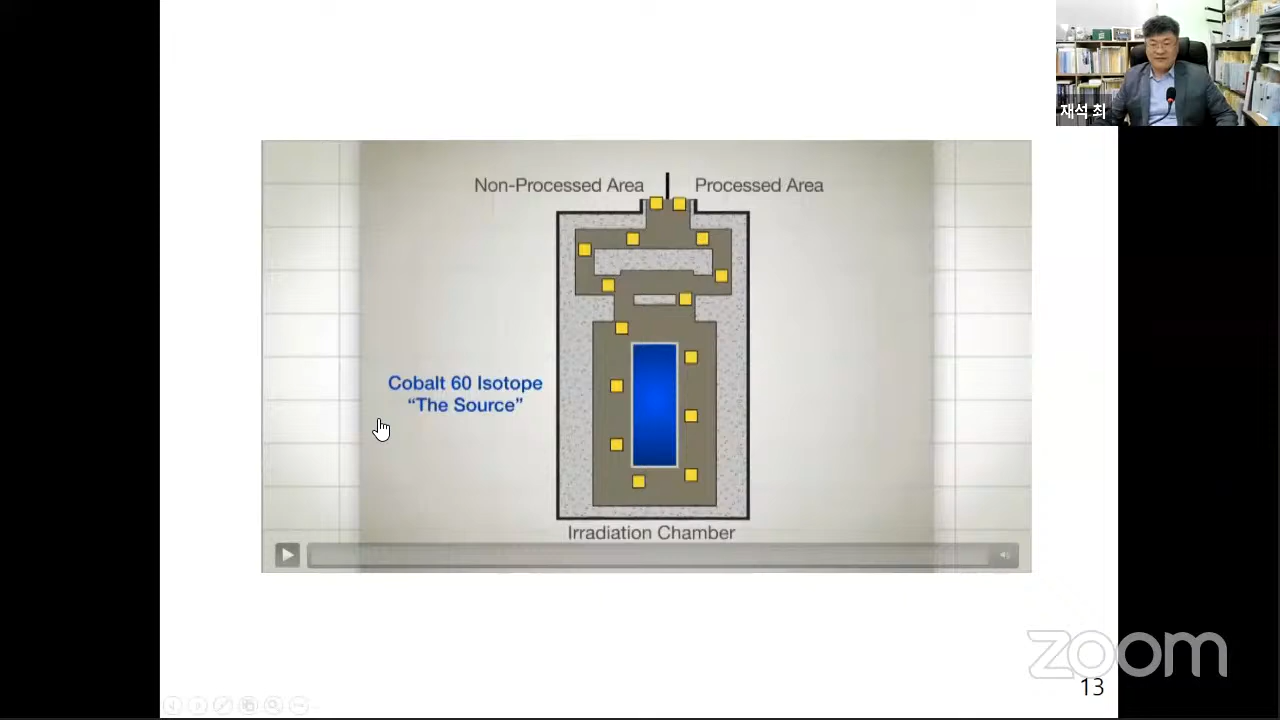 재석 최
Non-Processed Area
Processed Area
Cobalt 60 Isotope
“The Source”
Irradiation Chamber
zoom
13